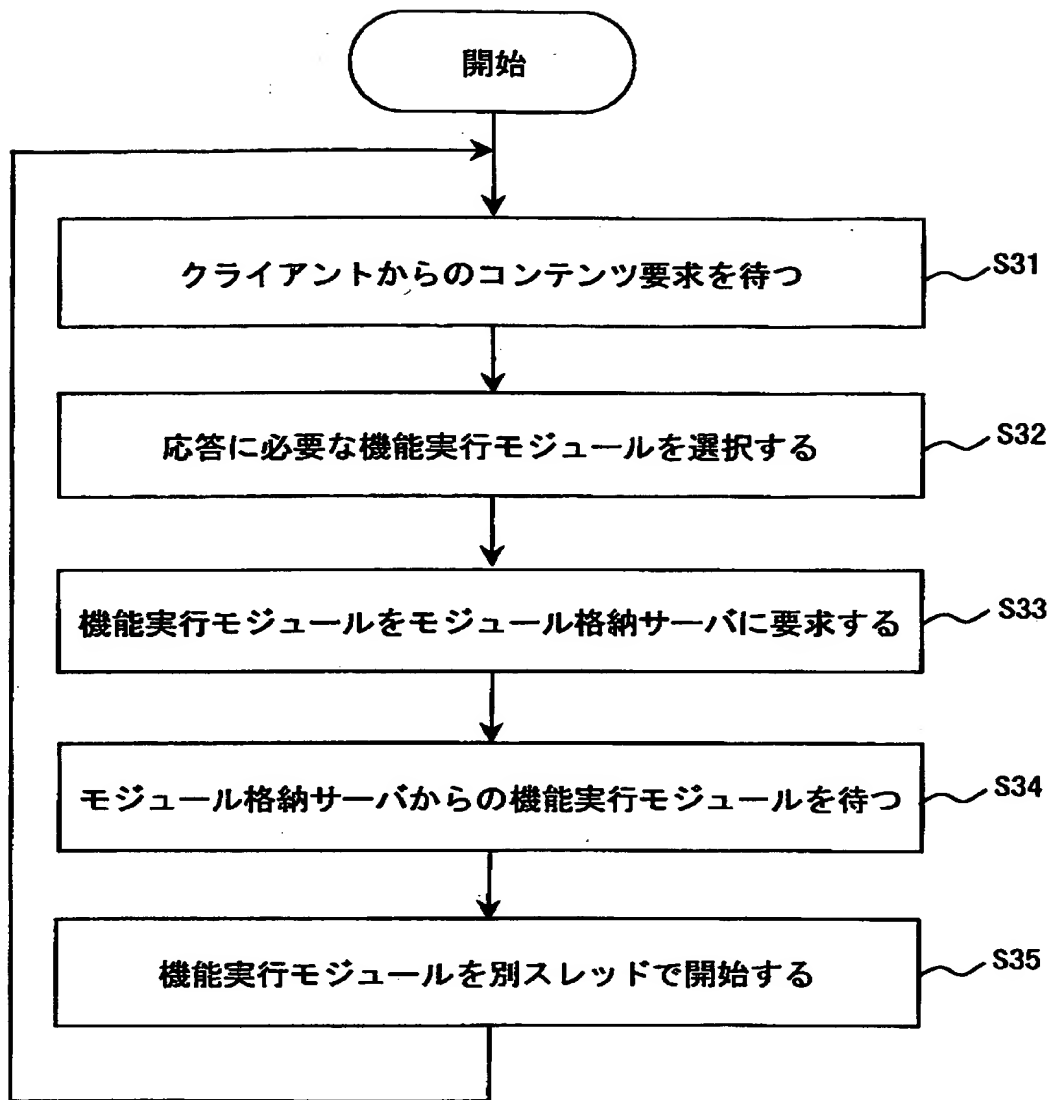 開始
クライアントからのコンテンツ要求を待つ
S31
応答に必要な機能実行モジュールを選択する
S32
機能実行モジュールをモジュール格納サーバに要求する
S33
モジュール格納サーバからの機能実行モジュールを待つ
S34
機能実行モジュールを別スレッドで開始する
S35